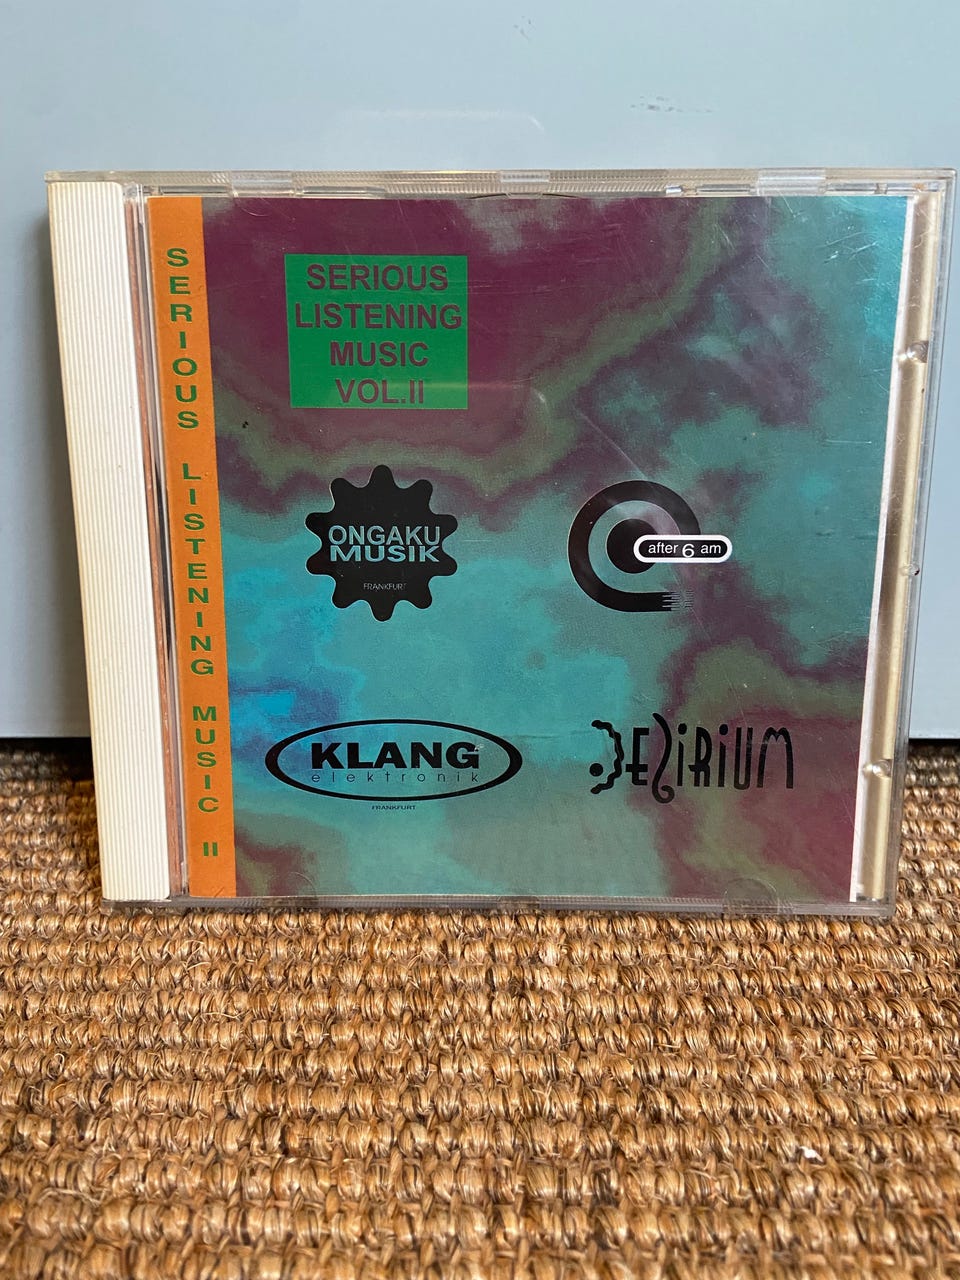 SERIOUS LISTENING MUSIC II
SERIOUS
LISTENING
MUSIC
VOL.II
ONGAKU
MUSIK
FRANKFURT
after 6 am
KLANG
elektronik
FRANKFURT
DELIRIUM